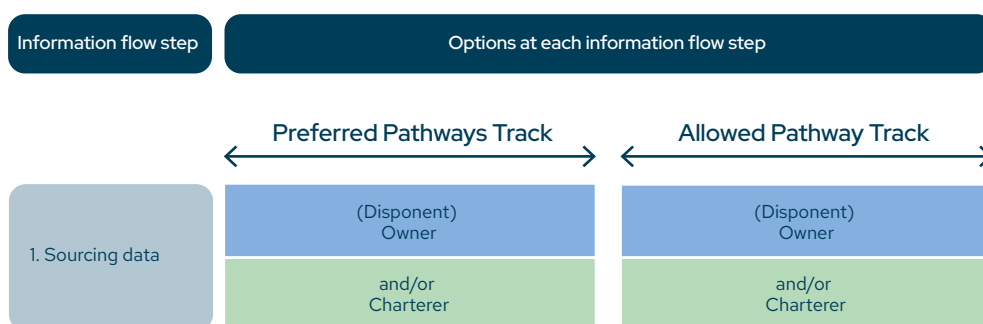 Information flow step
Options at each information flow step
Preferred Pathways Track
Allowed Pathway Track
1. Sourcing data
(Disponent)
Owner
(Disponent)
Owner
and/or
Charterer
and/or
Charterer